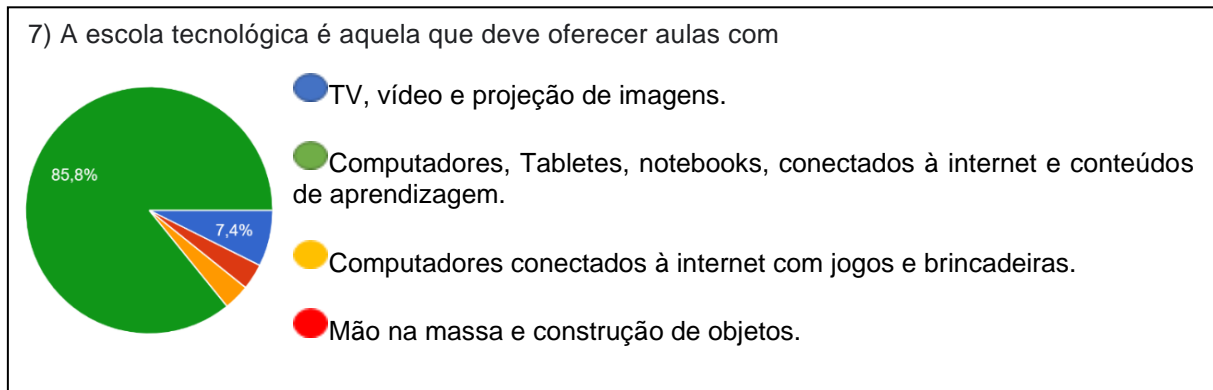 7) A escola tecnológica é aquela que deve oferecer aulas com
TV, vídeo e projeção de imagens.
85,8%
Computadores, Tabletes, notebooks, conectados à internet e conteúdos
de aprendizagem.
7,4%
Computadores conectados à internet com jogos e brincadeiras.
Mão na massa e construção de objetos.